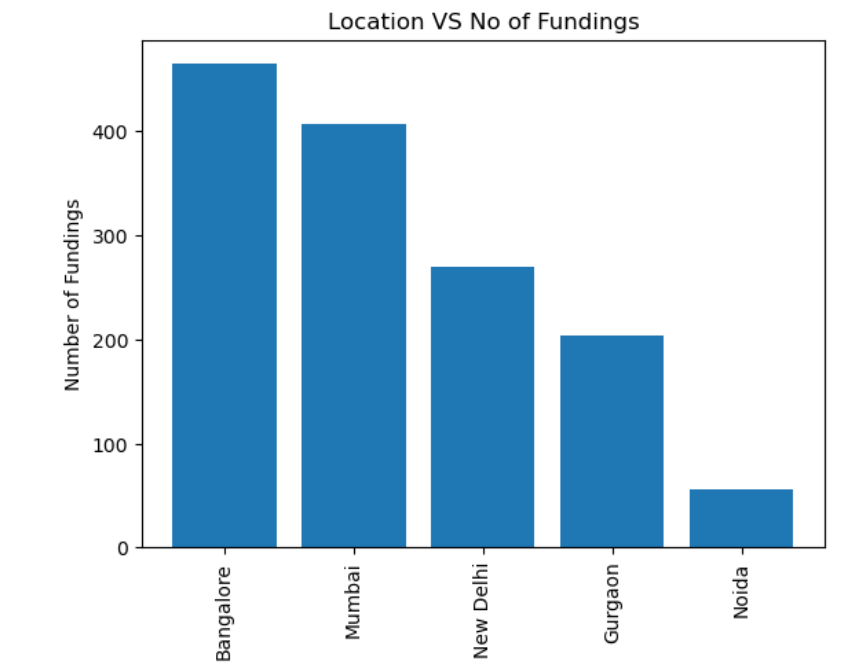 Location VS No of Fundings
Number of Fundings
400
300
200
100
0
Bangalore
Mumbai
New Delhi
Gurgaon
Noida